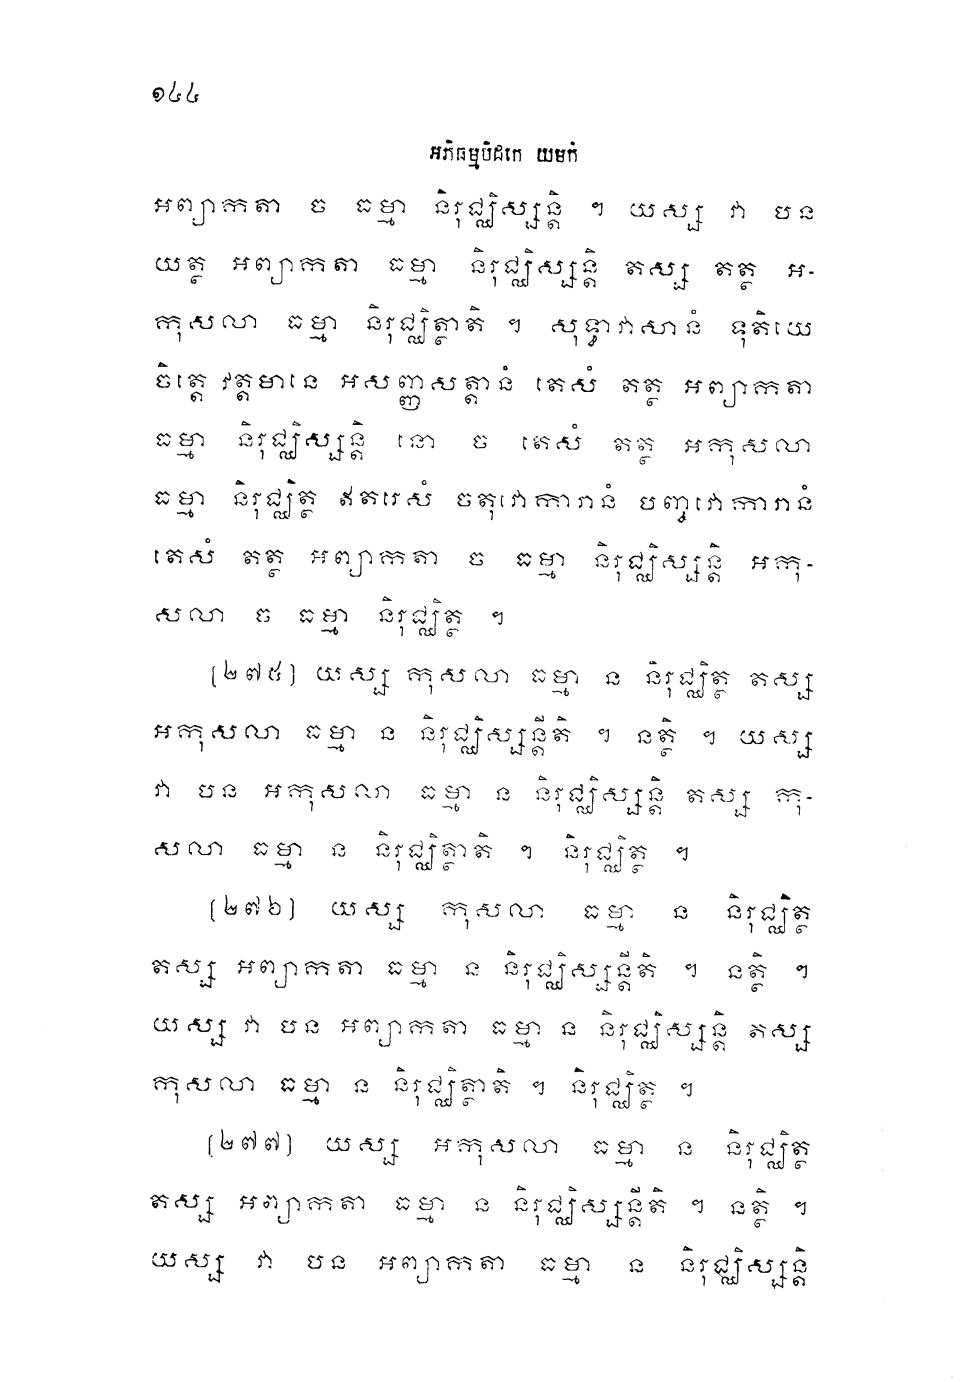 ១៤៤
អភិធម្មបិដកេ យមកំ
អព្យាកតា ច ធម្មា និរុជ្ឈិស្សន្តិ ។ យស្ស វា បន
យត្ថ អព្យាកតា ធម្មា និរុជ្ឈិស្សន្តិ តស្ស តត្ថ អ-
កុសលា ធម្មា និរុជ្ឈិត្ថាតិ ។ សុទ្ធាវាសានំ ទុតិយេ
ចិត្តេ វត្តមានេ អសញ្ញសត្តានំ តេសំ តត្ថ អព្យាកតា
ធម្មា និរុជ្ឈិស្សន្តិ នោ ច តេសំ តត្ថ អកុសលា
ធម្មា និរុជ្ឈិត្ថ ឥតរេសំ ចតុវោការានំ បញ្ចវោការានំ
តេសំ តត្ថ អព្យាកតា ច ធម្មា និរុជ្ឈិស្សន្តិ អកុ-
សលា ច ធម្មា និរុជ្ឈិត្ថ ។
[២៧៥] យស្ស កុសលា ធម្មា ន និរុជ្ឈិត្ថ តស្ស
អកុសលា ធម្មា ន និរុជ្ឈិស្សន្តីតិ ។ នត្ថិ ។ យស្ស
វា បន អកុសលា ធម្មា ន និរុជ្ឈិស្សន្តិ តស្ស កុ-
សលា ធម្មា ន និរុជ្ឈិត្ថាតិ ។ និរុជ្ឈិត្ថ ។
[២៧៦] យស្ស កុសលា ធម្មា ន និរុជ្ឈិត្ថ
តស្ស អព្យាកតា ធម្មា ន និរុជ្ឈិស្សន្តីតិ ។ នត្ថិ ។
យស្ស វា បន អព្យាកតា ធម្មា ន និរុជ្ឈិស្សន្តិ តស្ស
កុសលា ធម្មា ន និរុជ្ឈិត្ថាតិ ។ និរុជ្ឈិត្ថ ។
[២៧៧] យស្ស អកុសលា ធម្មា ន និរុជ្ឈិត្ថ
តស្ស អព្យាកតា ធម្មា ន និរុជ្ឈិស្សន្តីតិ ។ នត្ថិ ។
យស្ស វា បន អព្យាកតា ធម្មា ន និរុជ្ឈិស្សន្តិ